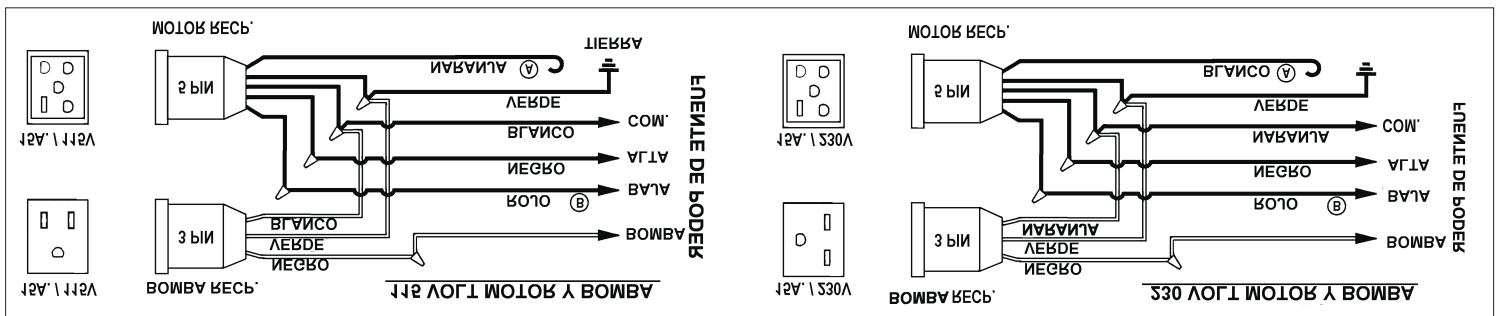 115 VOLT MOTOR Y BOMBA
15A. / 115V
BOMBA RECP.
3 PIN
NEGRO
VERDE
BLANCO
BOMBA
ROJO B
BAJA
NEGRO
ALTA
BLANCO
COM.
VERDE
TIERRA
NARANJA A
15A. / 115V
5 PIN
MOTOR RECP.
FUENTE DE PODER
230 VOLT MOTOR Y BOMBA
15A. / 230V
BOMBA RECP.
3 PIN
NEGRO
VERDE
NARANJA
BOMBA
ROJO B
BAJA
NEGRO
ALTA
NARANJA
COM.
VERDE
BLANCO A
15A. / 230V
5 PIN
MOTOR RECP.
FUENTE DE PODER